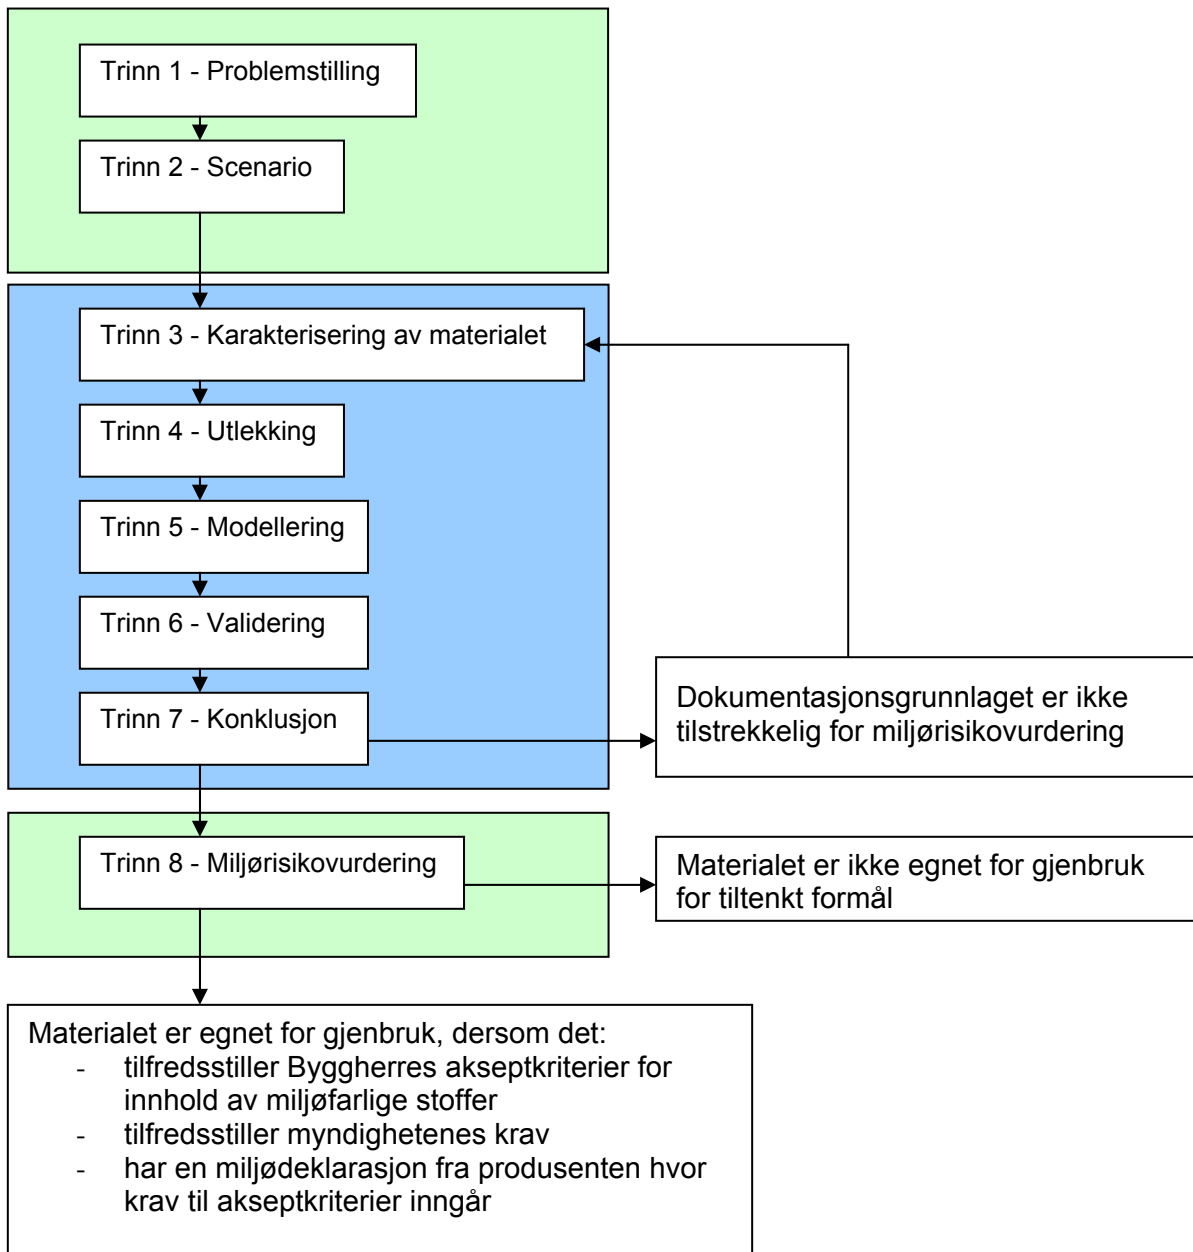 Trinn 1 - Problemstilling
Trinn 2 - Scenario
Trinn 3 - Karakterisering av materialet
Trinn 4 - Utlekking
Trinn 5 - Modellering
Trinn 6 - Validering
Trinn 7 - Konklusjon
Dokumentasjonsgrunnlaget er ikke
tilstrekkelig for miljørisikovurdering
Trinn 8 - Miljørisikovurdering
Materialet er ikke egnet for gjenbruk
for tiltenkt formål
Materialet er egnet for gjenbruk, dersom det:
- tilfredsstiller Byggherres akseptkriterier for
innhold av miljøfarlige stoffer
- tilfredsstiller myndighetenes krav
- har en miljødeklarasjon fra produsenten hvor
krav til akseptkriterier inngår